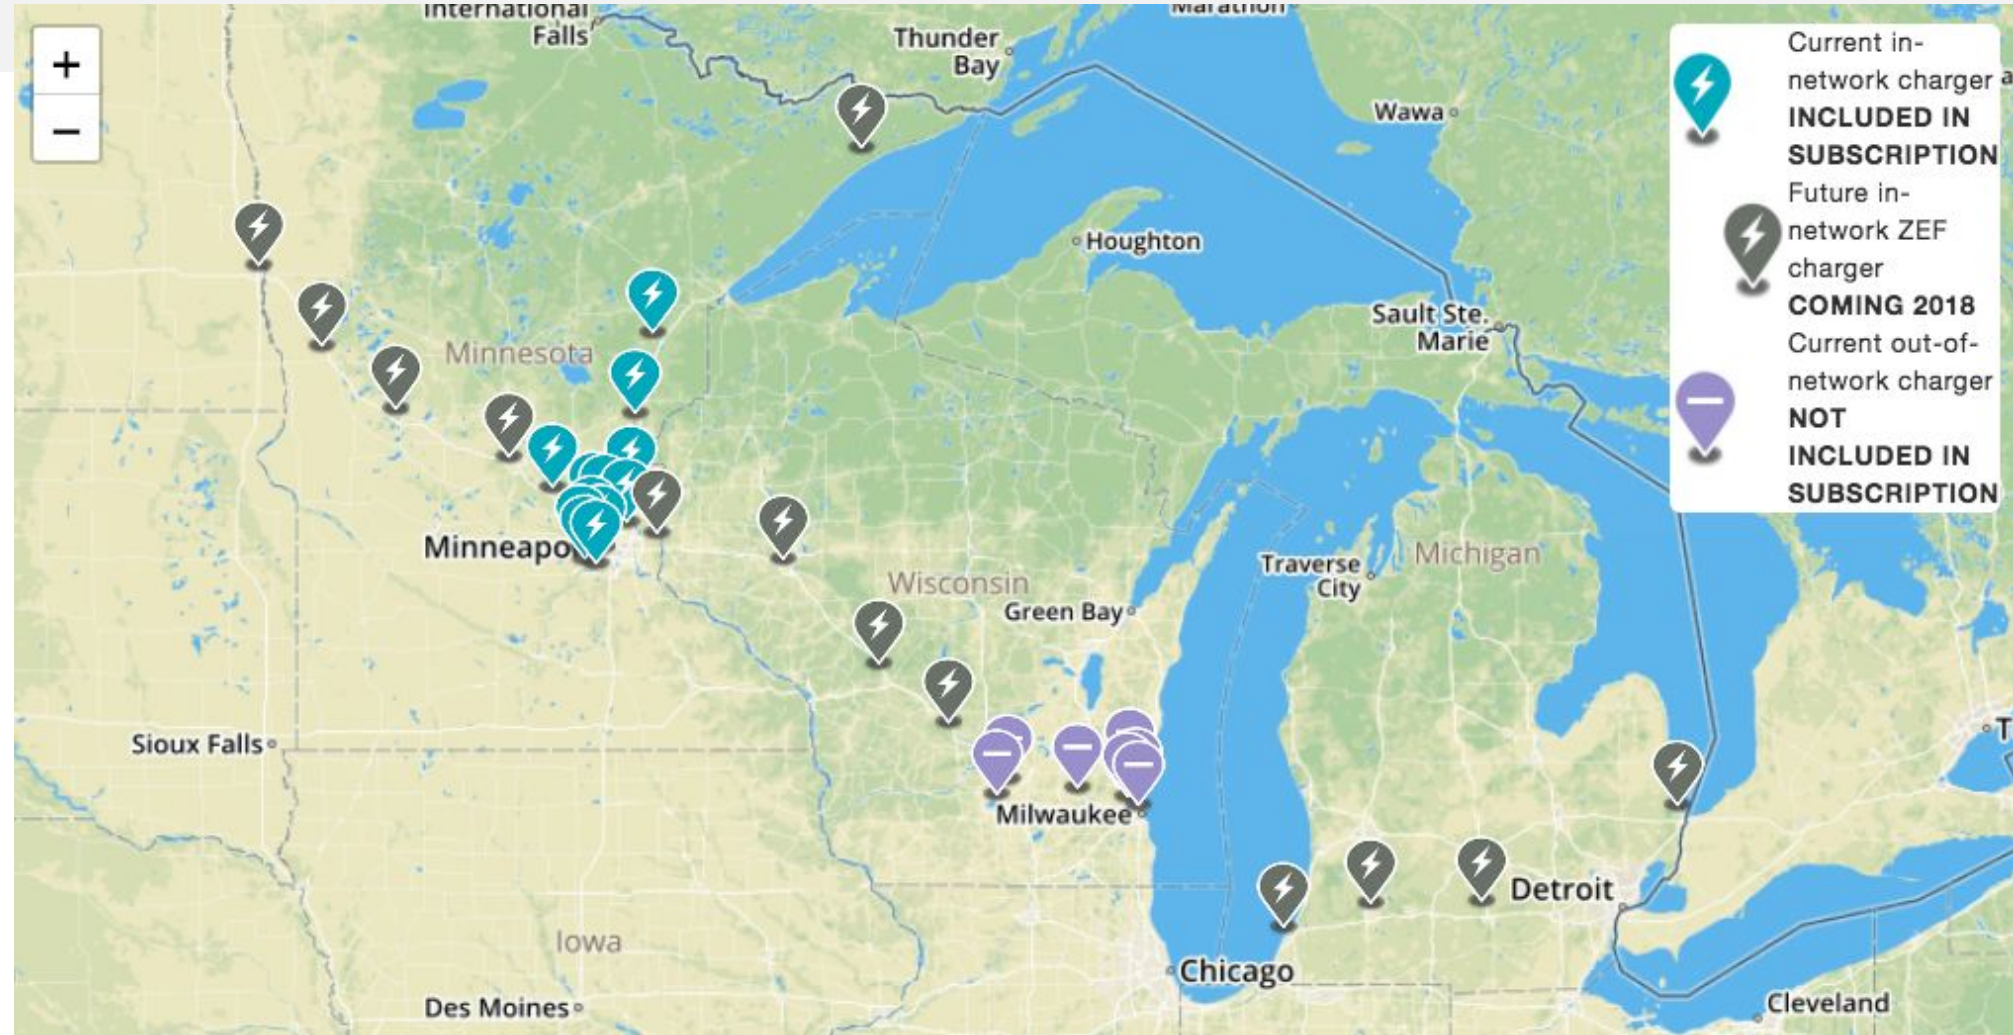 International
Falls
Marathon
Thunder
Bay
+
−
Wawa
Houghton
Sault Ste.
Marie
Minnesota
Minneapo
Wisconsin
Green Bay
Traverse
City
Michigan
Sioux Falls
Milwaukee
Detroit
Iowa
Chicago
Des Moines
Cleveland
T
a
Current in-
network charger
INCLUDED IN
SUBSCRIPTION
Future in-
network ZEF
charger
COMING 2018
Current out-of-
network charger
NOT
INCLUDED IN
SUBSCRIPTION